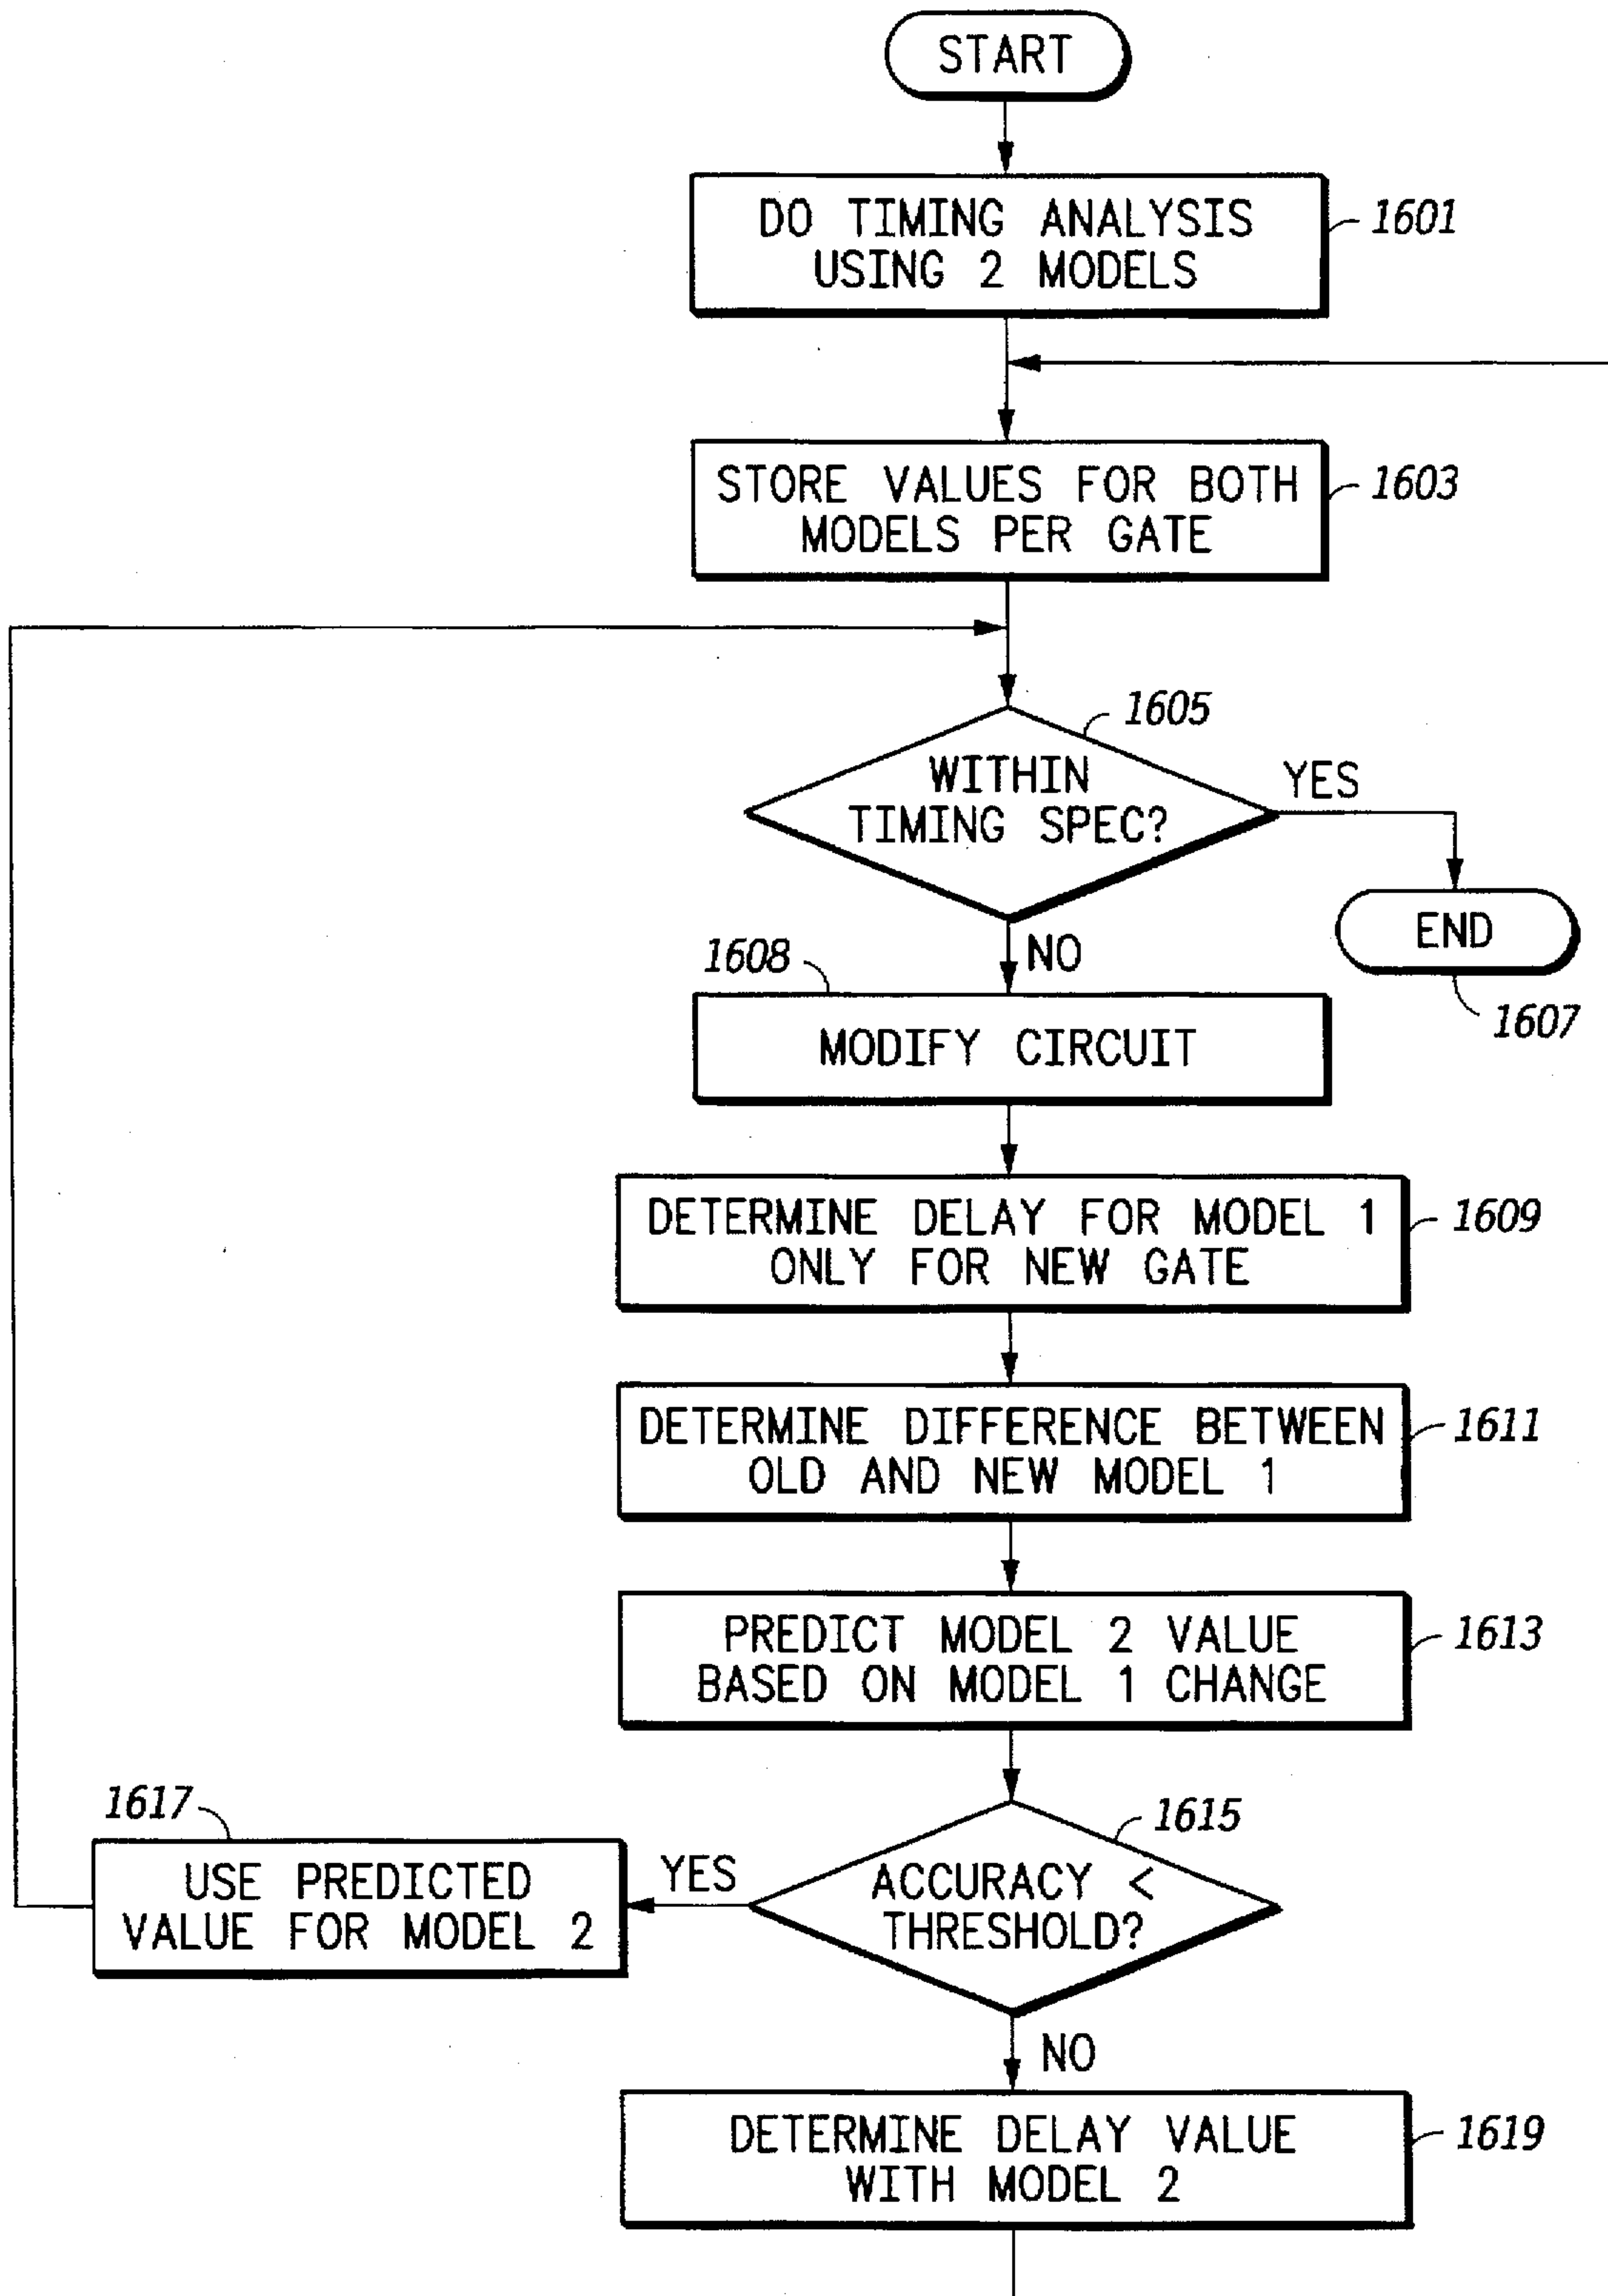 START
DO TIMING ANALYSIS
USING 2 MODELS
1601
STORE VALUES FOR BOTH
MODELS PER GATE
1603
WITHIN
TIMING SPEC?
1605
YES
END
1607
NO
1608
MODIFY CIRCUIT
DETERMINE DELAY FOR MODEL 1
ONLY FOR NEW GATE
1609
DETERMINE DIFFERENCE BETWEEN
OLD AND NEW MODEL 1
1611
PREDICT MODEL 2 VALUE
BASED ON MODEL 1 CHANGE
1613
ACCURACY <
THRESHOLD?
1615
YES
1617
USE PREDICTED
VALUE FOR MODEL 2
NO
DETERMINE DELAY VALUE
WITH MODEL 2
1619